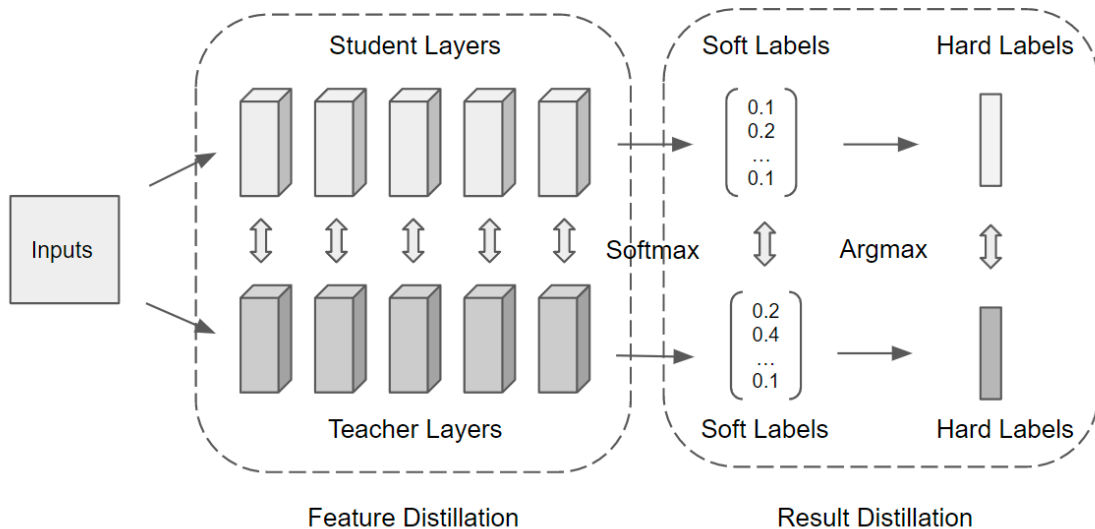 Student Layers
Soft Labels
Hard Labels
0.1
0.2
...
0.1
Inputs
Softmax
Argmax
0.2
0.4
...
0.1
Teacher Layers
Soft Labels
Hard Labels
Feature Distillation
Result Distillation